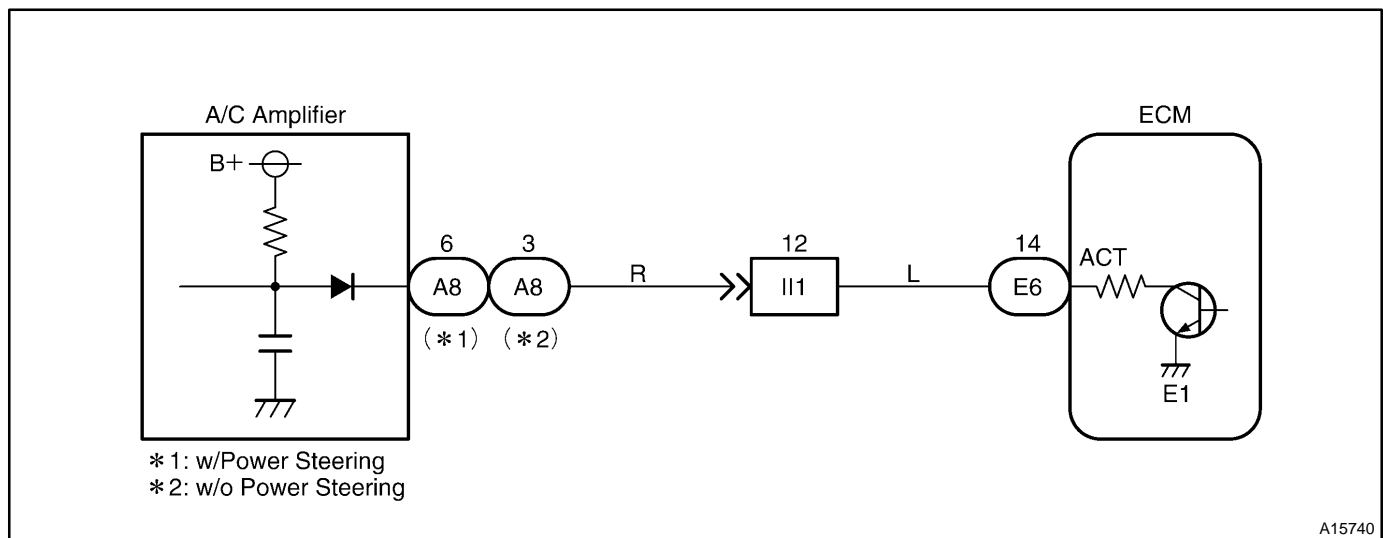 A/C Amplifier
ECM
B+
6
3
12
14
ACT
A8
A8
R
II1
L
E6
(*1)
(*2)
E1
*1: w/Power Steering
*2: w/o Power Steering
A15740